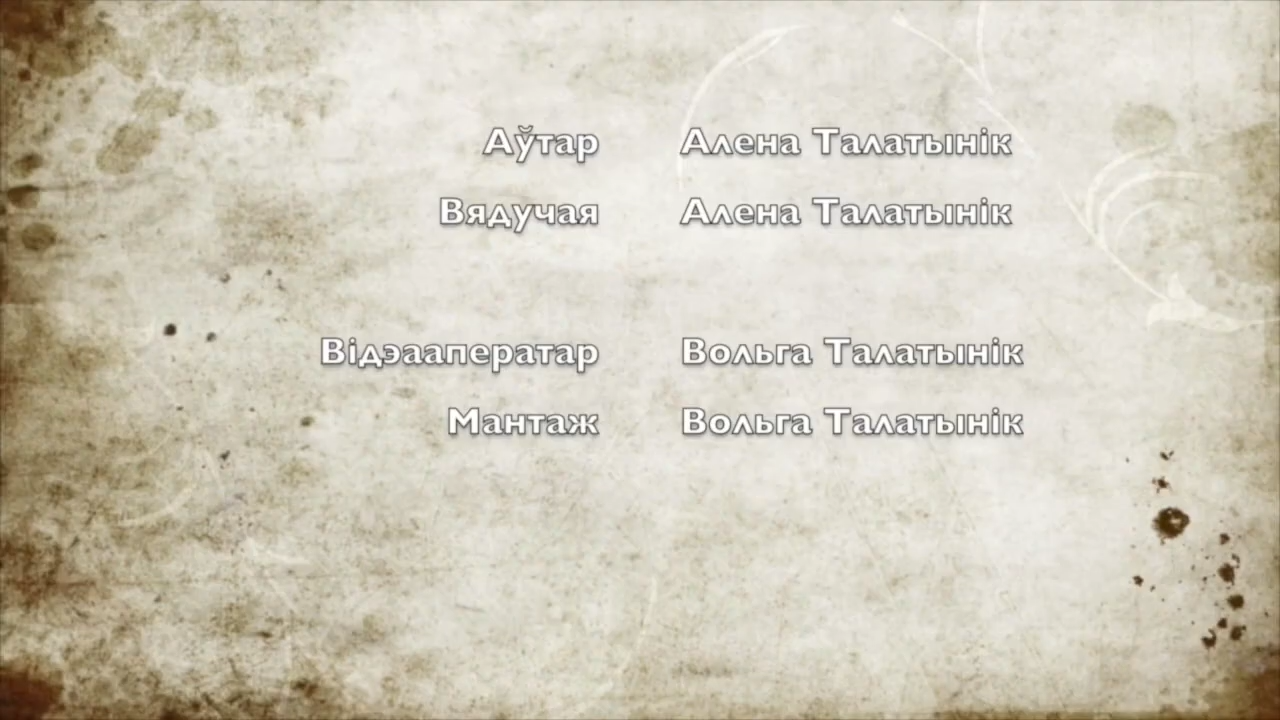 Аўтар Алена Талатынік
Вядучая Алена Талатынік
Відэааператар Вольга Талатынік
Мантаж Вольга Талатынік